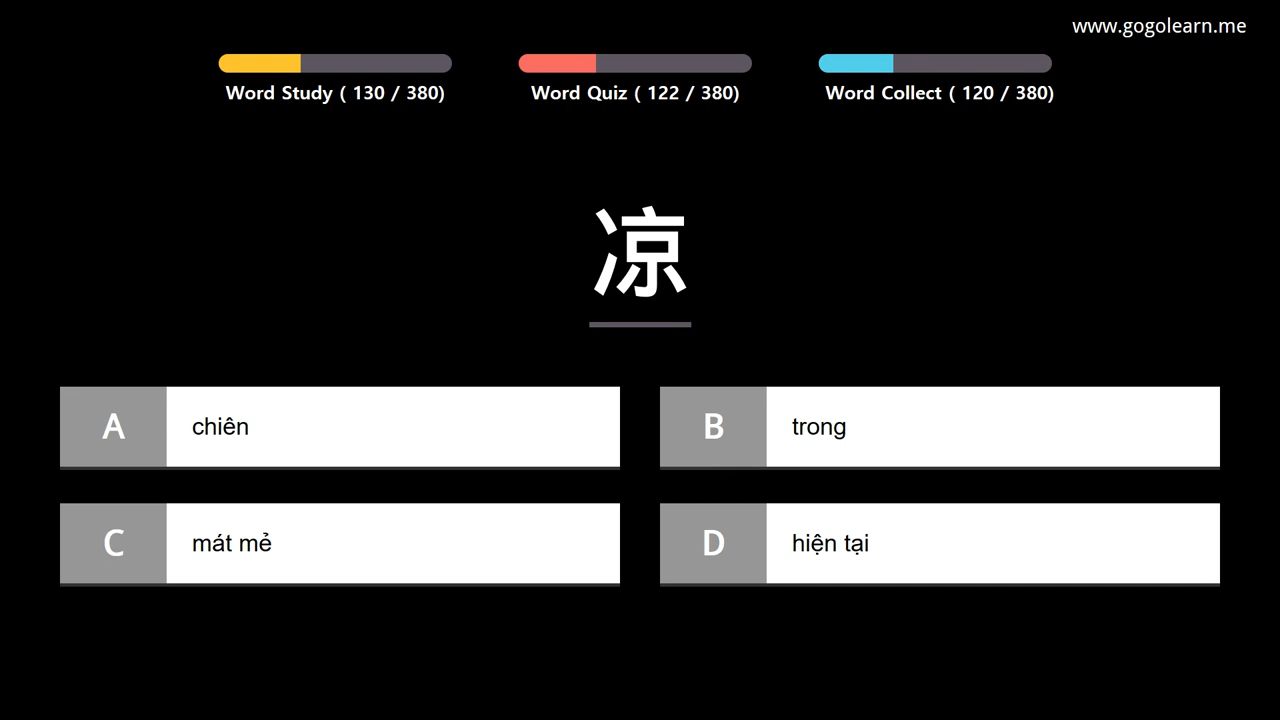 www.gogolearn.me
Word Study ( 130 / 380)
Word Quiz ( 122 / 380)
Word Collect ( 120 / 380)
凉
A chiên
B trong
C mát mẻ
D hiện tại